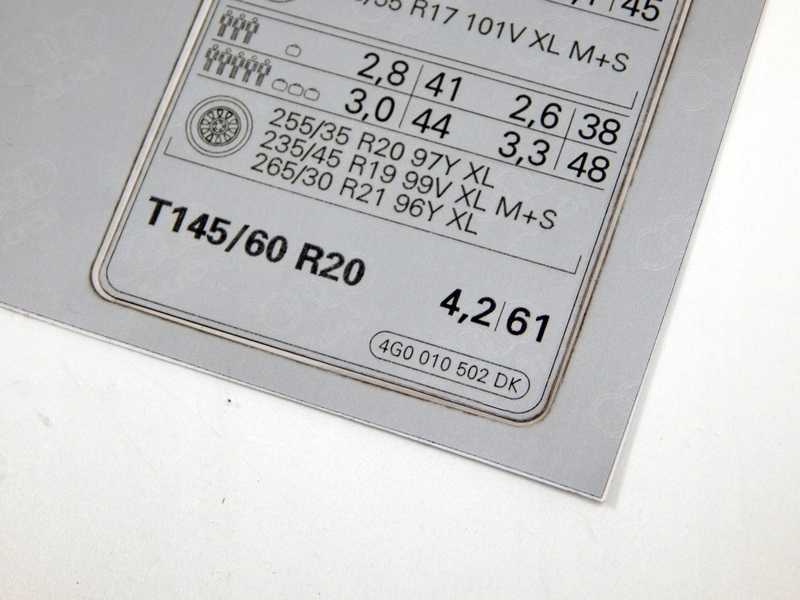 R17 101V XL M+S
45
2,8 41 2,6 38
3,0 44 3,3 48
255/35 R20 97Y XL
235/45 R19 99V XL M+S
265/30 R21 96Y XL
T145/60 R20
4,2 61
4G0 010 502 DK